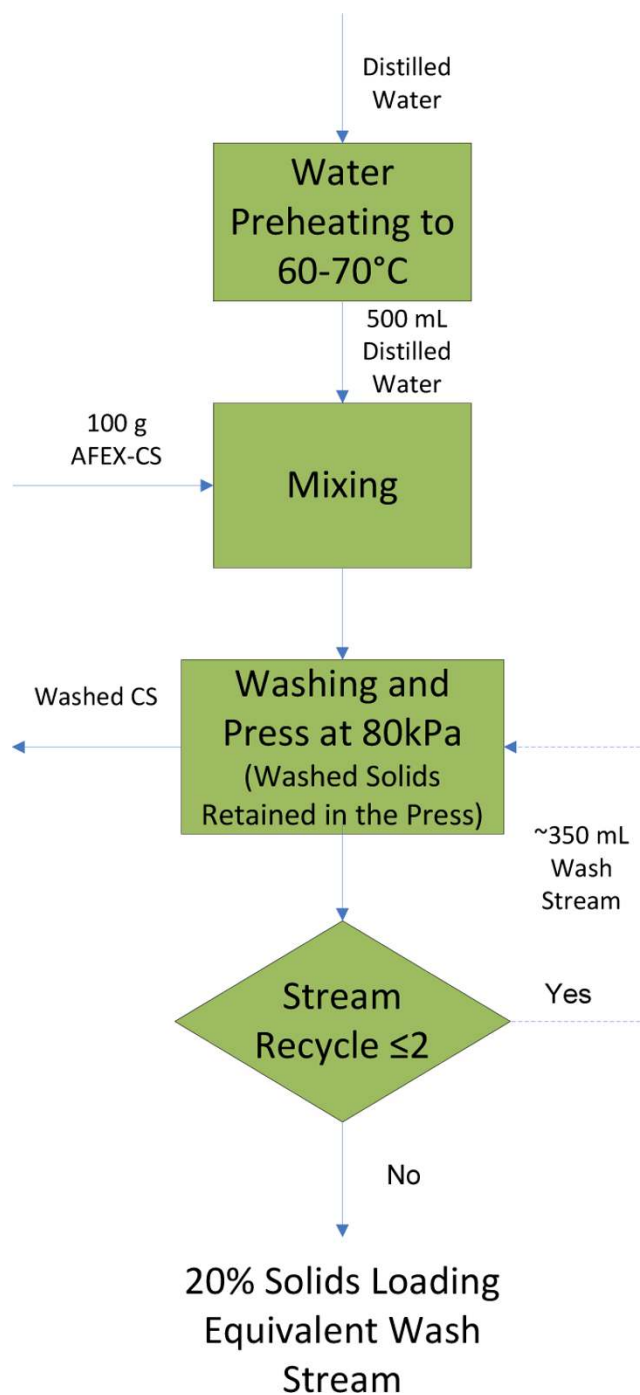 Distilled
Water
Water
Preheating to
60-70°C
500 mL
Distilled
Water
100 g
AFEX-CS
Mixing
Washed CS
Washing and
Press at 80kPa
(Washed Solids
Retained in the Press)
~350 mL
Wash
Stream
Stream
Recycle ≤2
Yes
No
20% Solids Loading
Equivalent Wash
Stream